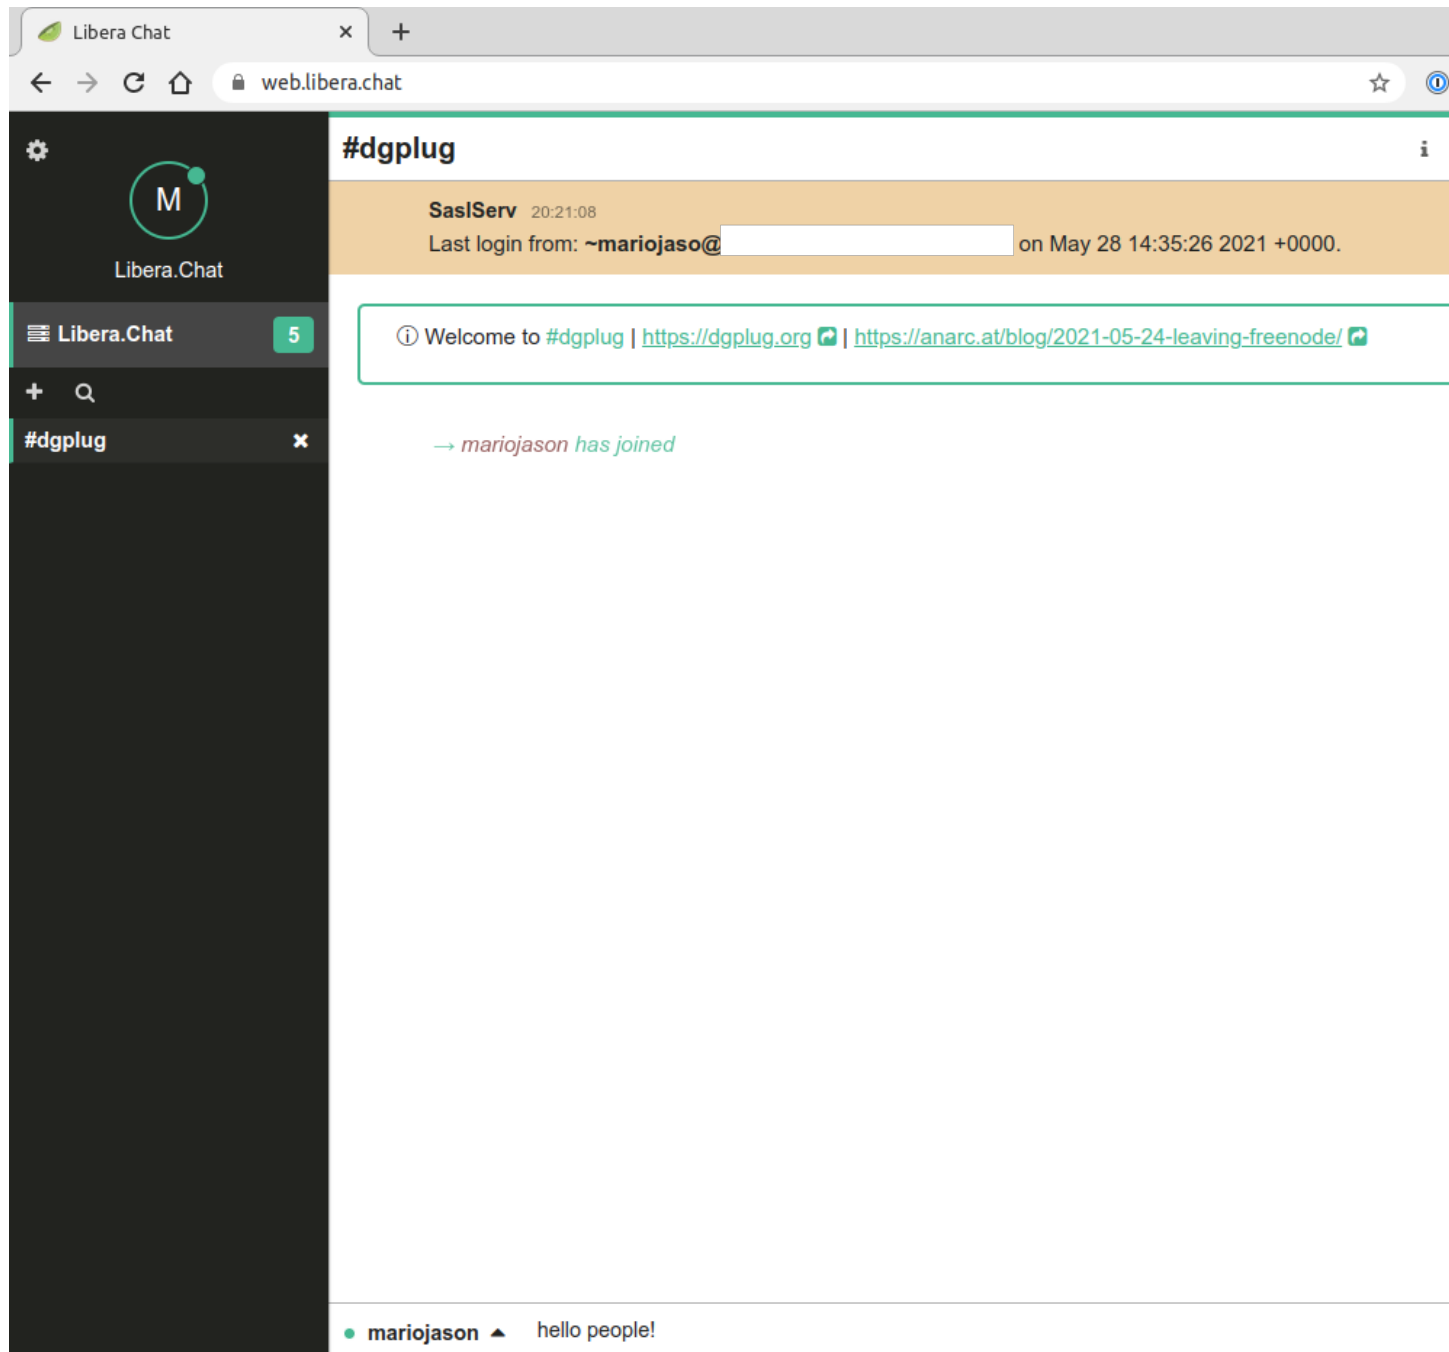 Libera Chat
web.libera.chat
M
Libera.Chat
Libera.Chat 5
#dgplug
#dgplug
SaslServ 20:21:08
Last login from: ~mariojaso@ on May 28 14:35:26 2021 +0000.
Welcome to #dgplug | https://dgplug.org | https://anarc.at/blog/2021-05-24-leaving-freenode/
→ mariojason has joined
mariojason hello people!